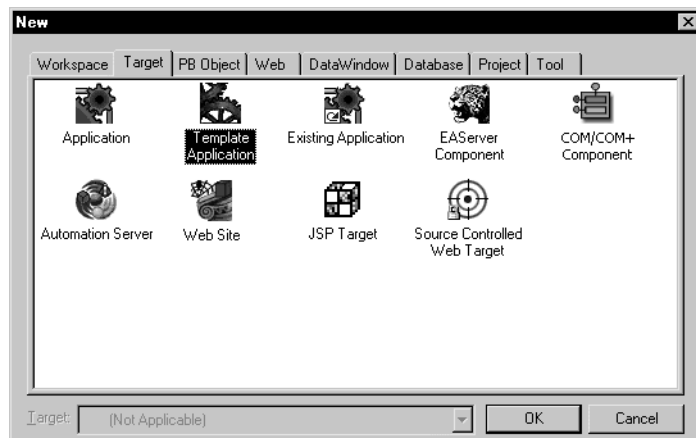 New
Workspace Target PB Object Web DataWindow Database Project Tool
Application
Template
Application
Existing Application
EAServer
Component
COM/COM+
Component
Automation Server
Web Site
JSP Target
Source Controlled
Web Target
Target: (Not Applicable) OK Cancel